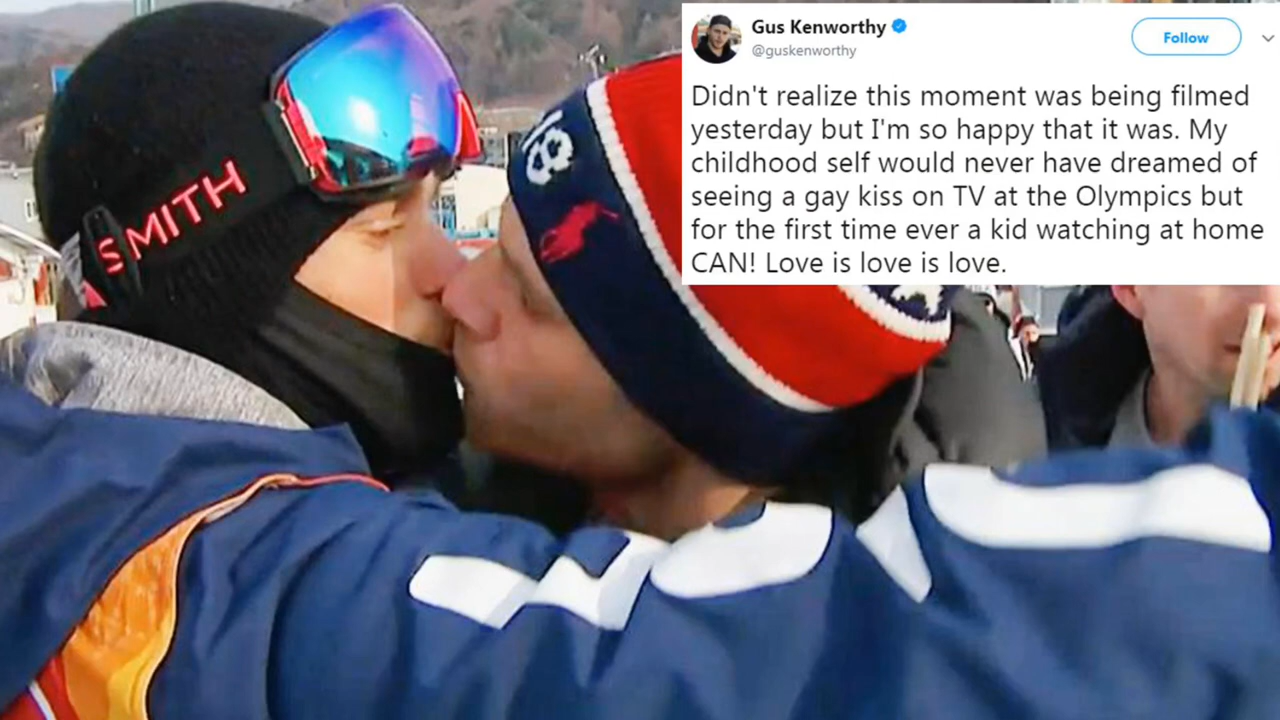 Gus Kenworthy
@guskenworthy
Follow
Didn't realize this moment was being filmed
yesterday but I'm so happy that it was. My
childhood self would never have dreamed of
seeing a gay kiss on TV at the Olympics but
for the first time ever a kid watching at home
CAN! Love is love is love.
SMITH
18